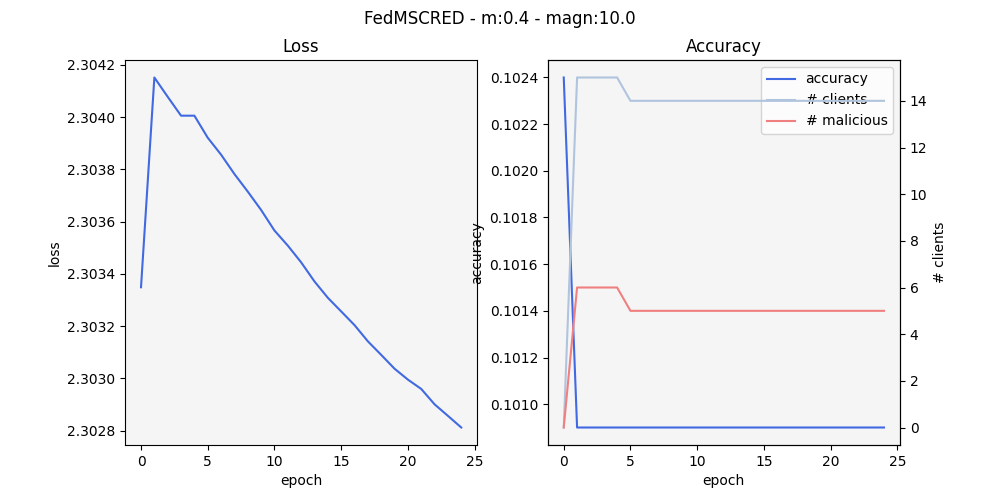 FedMSCRED - m:0.4 - magn:10.0
Loss
2.3042
2.3040
2.3038
2.3036
2.3034
2.3032
2.3030
2.3028
loss
0 5 10 15 20 25
epoch
Accuracy
0.1024
0.1022
0.1020
0.1018
0.1016
0.1014
0.1012
0.1010
accuracy
0 5 10 15 20 25
epoch
14
12
10
8
6
4
2
0
# clients
accuracy
# clients
# malicious